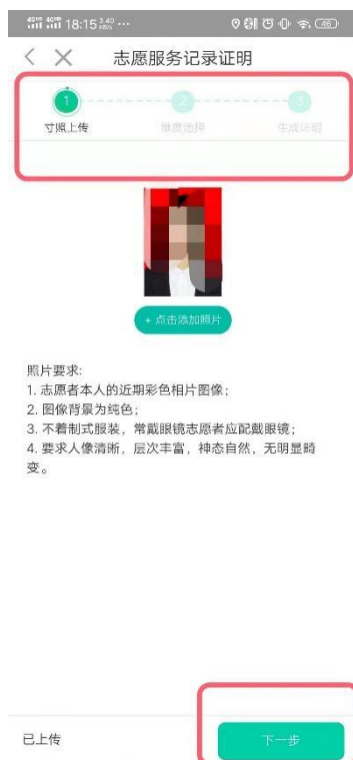 18:15
46
志愿服务记录证明
1
2
3
寸照上传
维度选择
生成证明
+ 点击添加照片
照片要求:
1. 志愿者本人的近期彩色相片图像；
2. 图像背景为纯色；
3. 不着制式服装，常戴眼镜志愿者应配戴眼镜；
4. 要求人像清晰，层次丰富，神态自然，无明显畸
变。
已上传
下一步